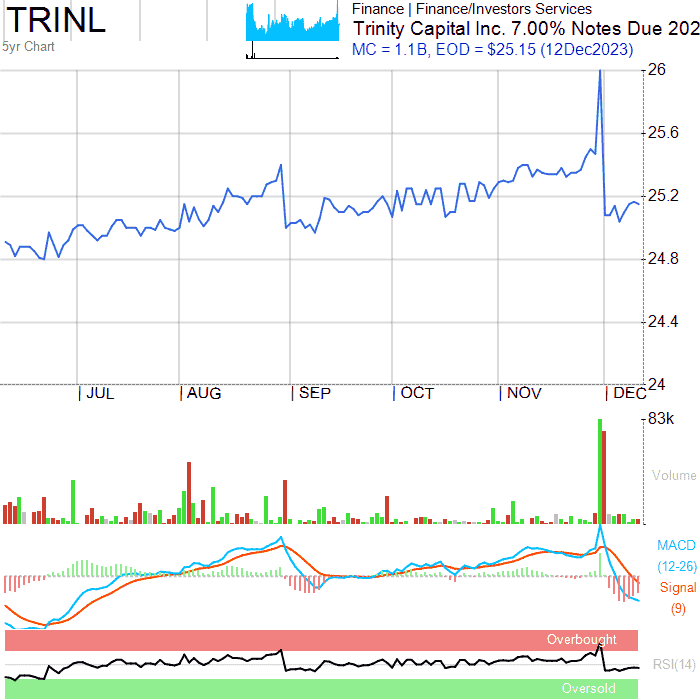 TRINL
5yr Chart
Finance | Finance/Investors Services
Trinity Capital Inc. 7.00% Notes Due 202
MC = 1.1B, EOD = $25.15 (12Dec2023)
26
25.6
25.2
24.8
24.4
24
| JUL | AUG | SEP | OCT | NOV | DEC
83k
Volume
MACD
(12-26)
Signal
(9)
Overbought
RSI(14)
Oversold